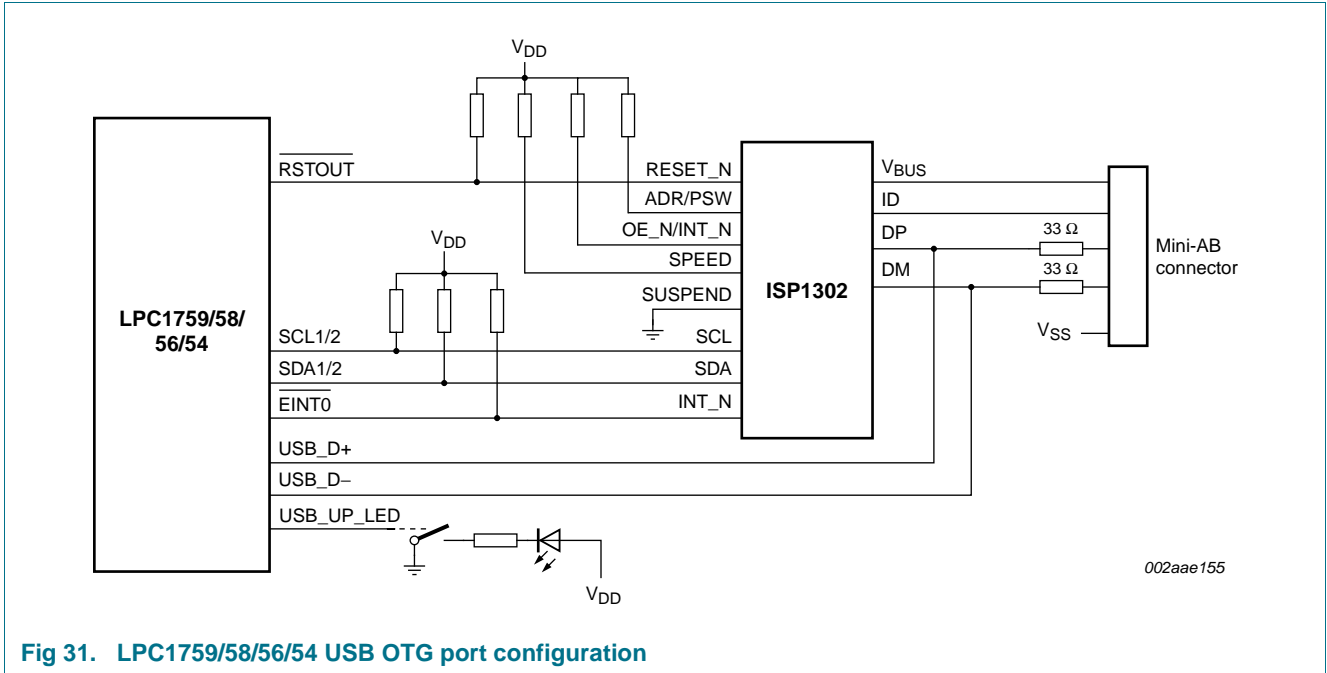 VDD
RSTOUT
RESET_N
VBUS
ADR/PSW
ID
OE_N/INT_N
DP
33 Ω
VDD
SPEED
DM
33 Ω
Mini-AB
connector
SUSPEND
ISP1302
LPC1759/58/
56/54
VSS
SCL1/2
SCL
SDA1/2
SDA
EINT0
INT_N
USB_D+
USB_D−
USB_UP_LED
002aae155
VDD
Fig 31. LPC1759/58/56/54 USB OTG port configuration